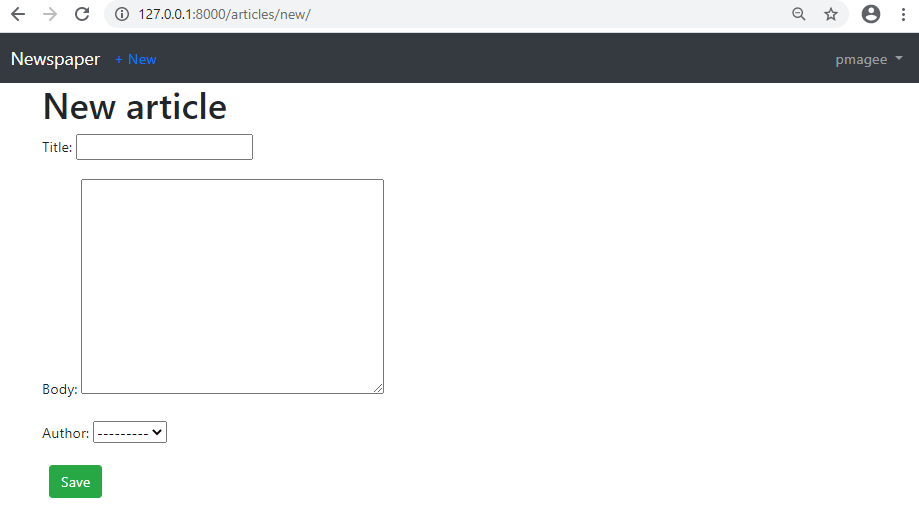 127.0.0.1:8000/articles/new/
Newspaper + New pmagee
New article
Title:
Body:
Author: ---------
Save